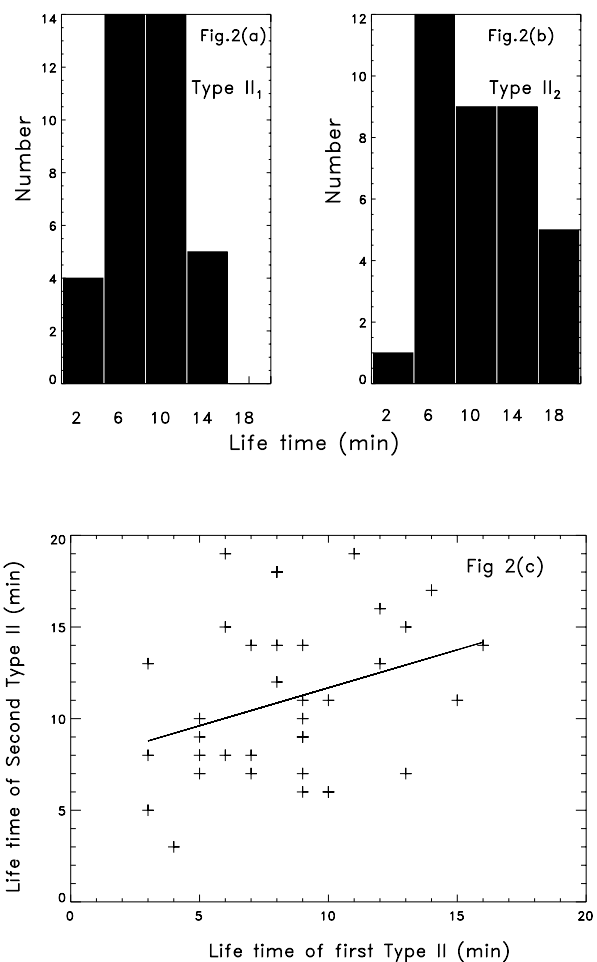 Fig.2(a)
Type II1
Number
14
12
10
8
6
4
2
0
2 6 10 14 18
Fig.2(b)
Type II2
Number
12
10
8
6
4
2
0
2 6 10 14 18
Life time (min)
Fig 2(c)
Life time of Second Type II (min)
20
15
10
5
0
0 5 10 15 20
Life time of first Type II (min)